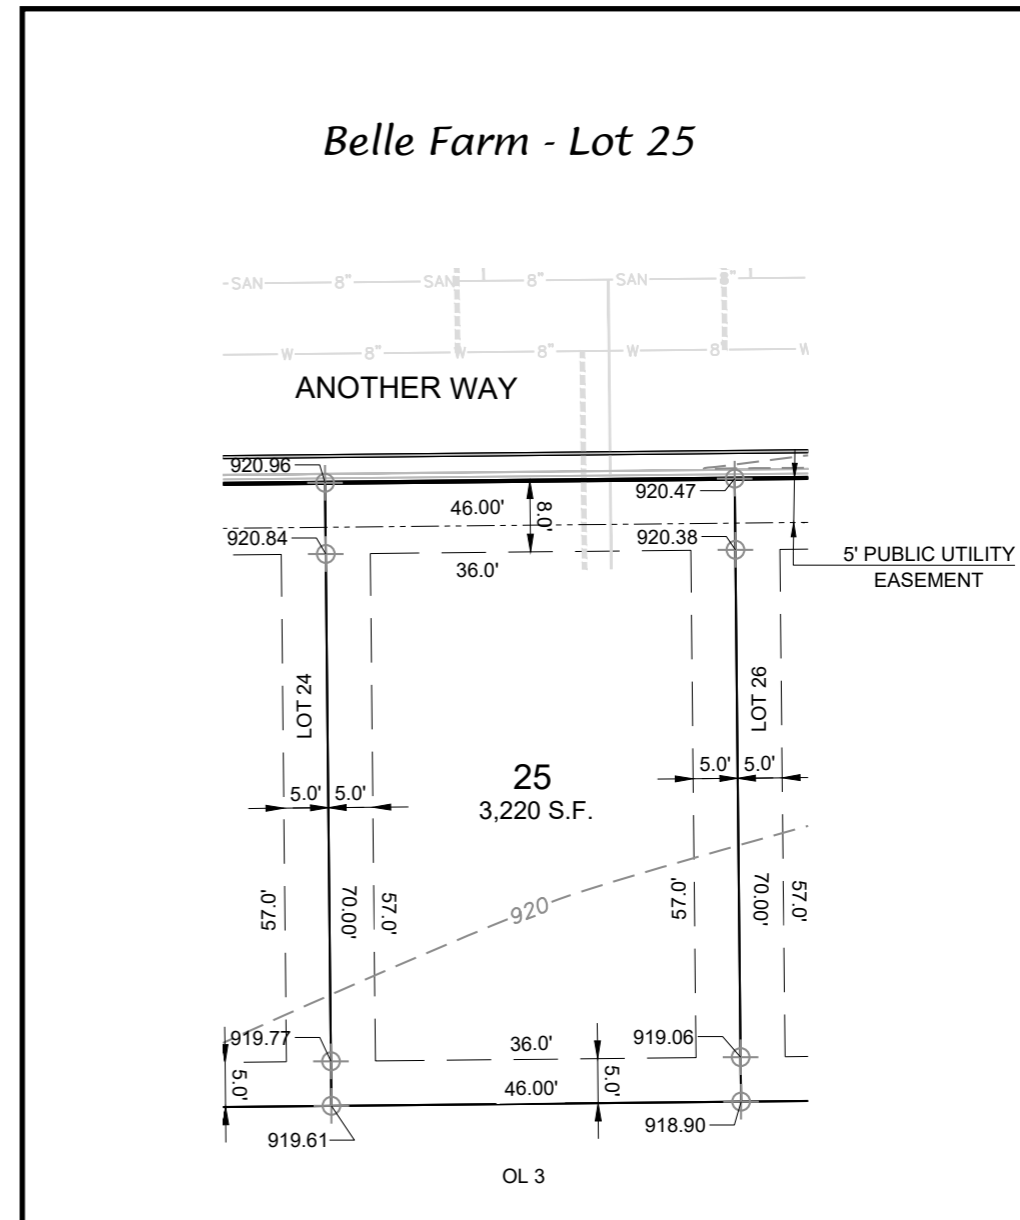 Belle Farm - Lot 25
SAN 8" SAN 8" SAN 8"
W 8" W 8" W 8" W
ANOTHER WAY
920.96
920.47
46.00'
8.0'
920.84
920.38
36.0'
5' PUBLIC UTILITY
EASEMENT
LOT 24
LOT 26
25
3,220 S.F.
5.0' 5.0'
5.0' 5.0'
57.0'
70.00'
57.0'
57.0'
70.00'
57.0'
920
919.77
36.0'
919.06
5.0'
46.00'
5.0'
919.61
918.90
OL 3